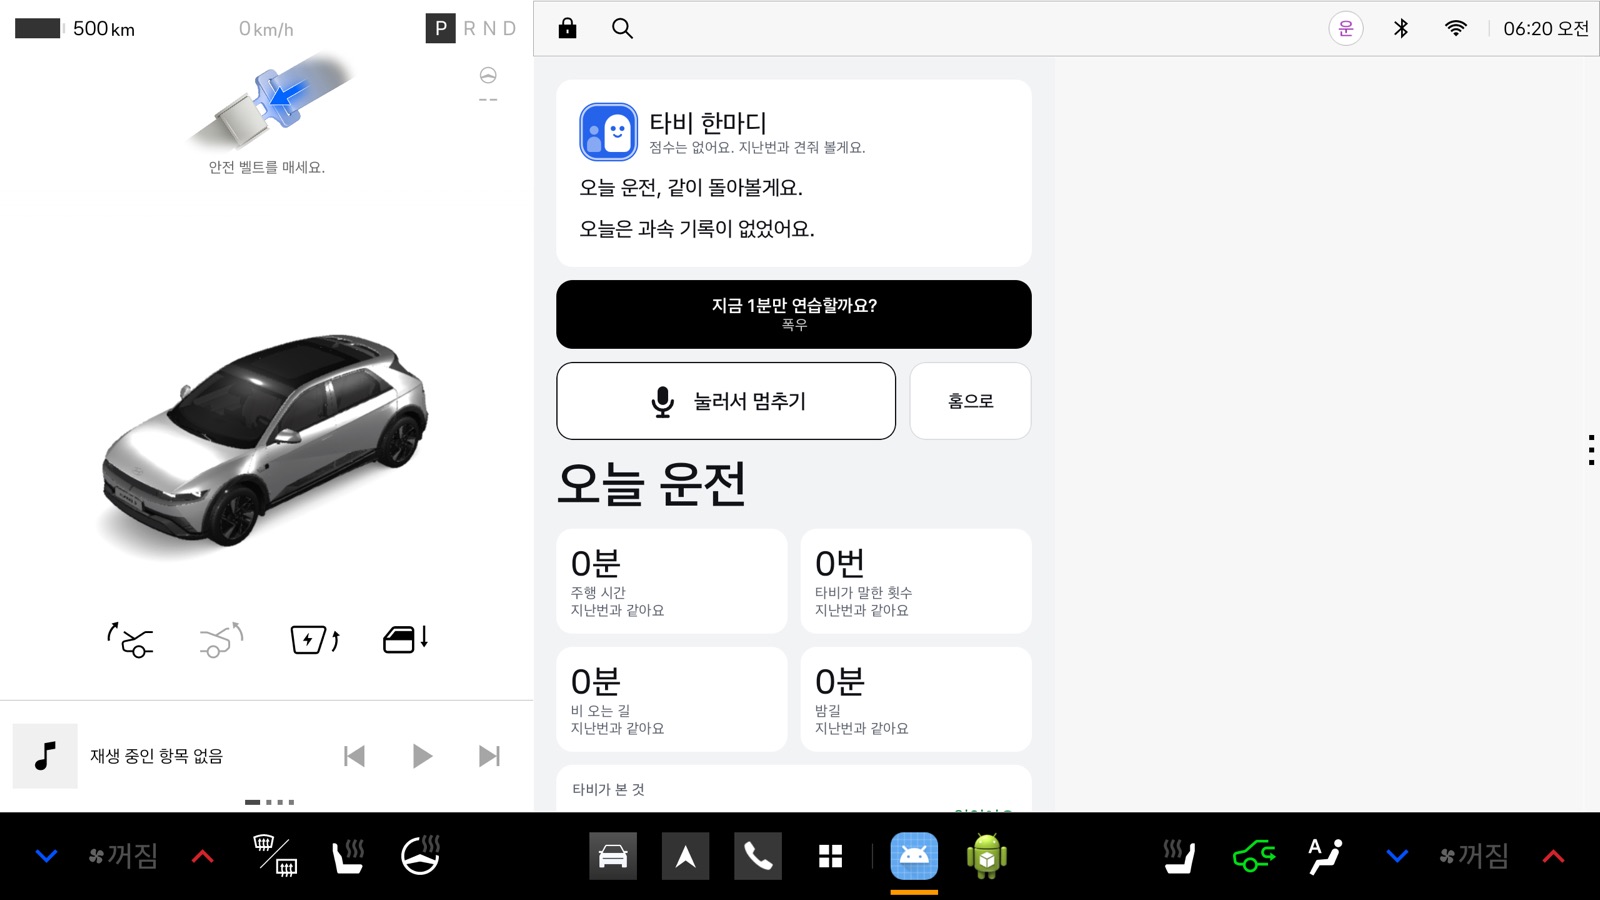 500 km
0 km/h
P R N D
운
06:20 오전
--
안전 벨트를 매세요.
타비 한마디
점수는 없어요. 지난번과 견줘 볼게요.
오늘 운전, 같이 돌아볼게요.
오늘은 과속 기록이 없었어요.
지금 1분만 연습할까요?
폭우
눌러서 멈추기
홈으로
오늘 운전
0분
주행 시간
지난번과 같아요
0번
타비가 말한 횟수
지난번과 같아요
0분
비 오는 길
지난번과 같아요
0분
밤길
지난번과 같아요
타비가 본 것
재생 중인 항목 없음
꺼짐
A
꺼짐